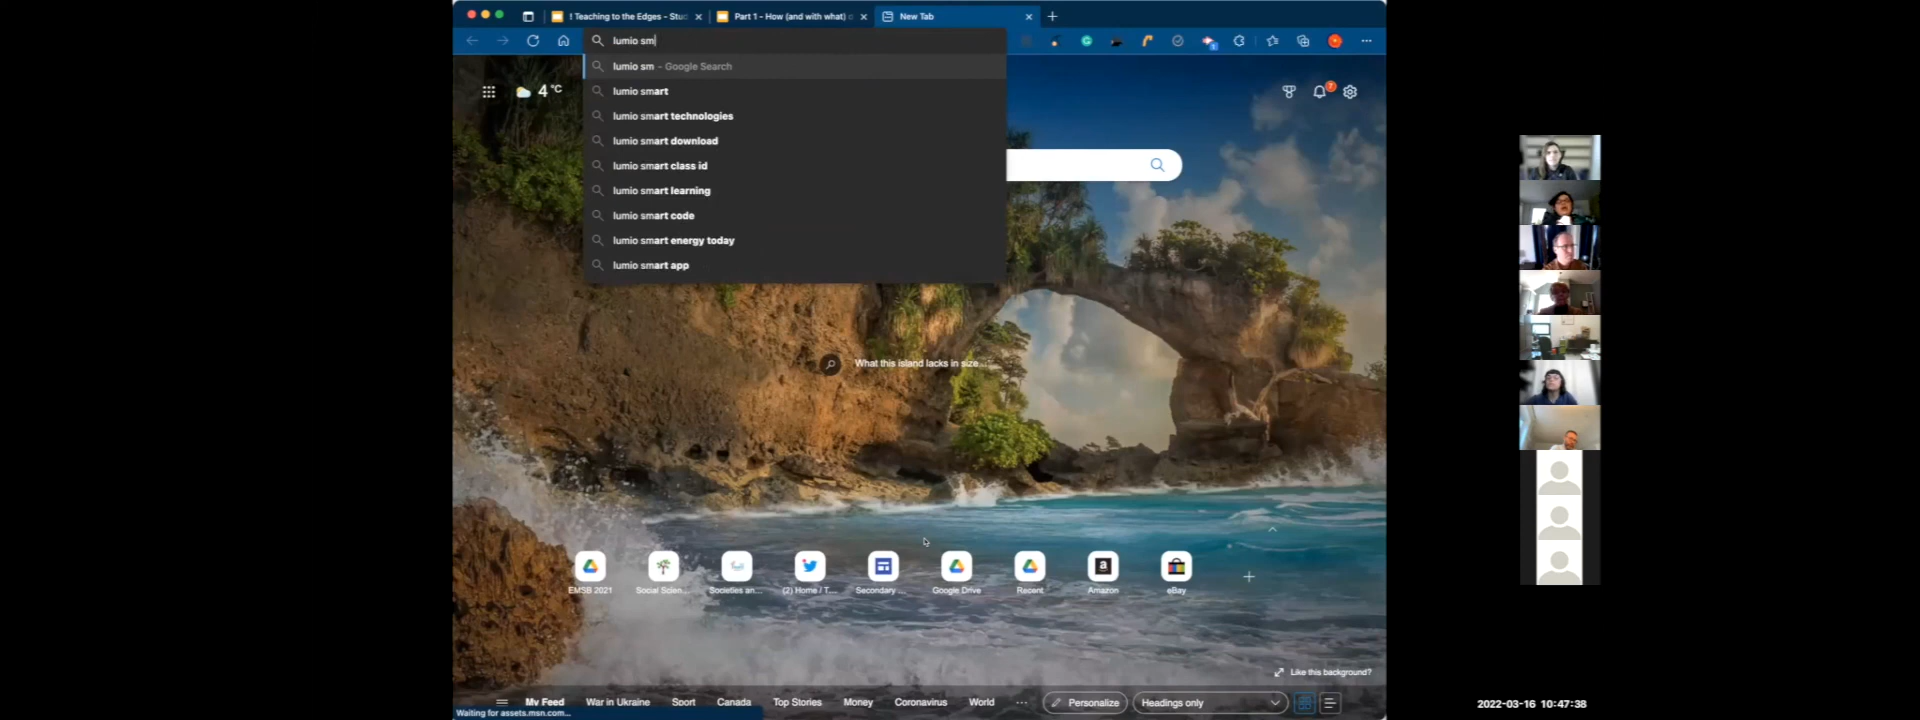 ! Teaching to the Edges - Stud
Part 1 - How (and with what)
New Tab
lumio sm
lumio sm - Google Search
lumio smart
lumio smart technologies
lumio smart download
lumio smart class id
lumio smart learning
lumio smart code
lumio smart energy today
lumio smart app
4 °C
What this island lacks in size...
EMSB 2021
Social Scien...
Societies an...
(2) Home / T...
Secondary ...
Google Drive
Recent
Amazon
eBay
Like this background?
My Feed
War in Ukraine
Sport
Canada
Top Stories
Money
Coronavirus
World
...
Personalize
Headings only
Waiting for assets.msn.com...
2022-03-16 10:47:38